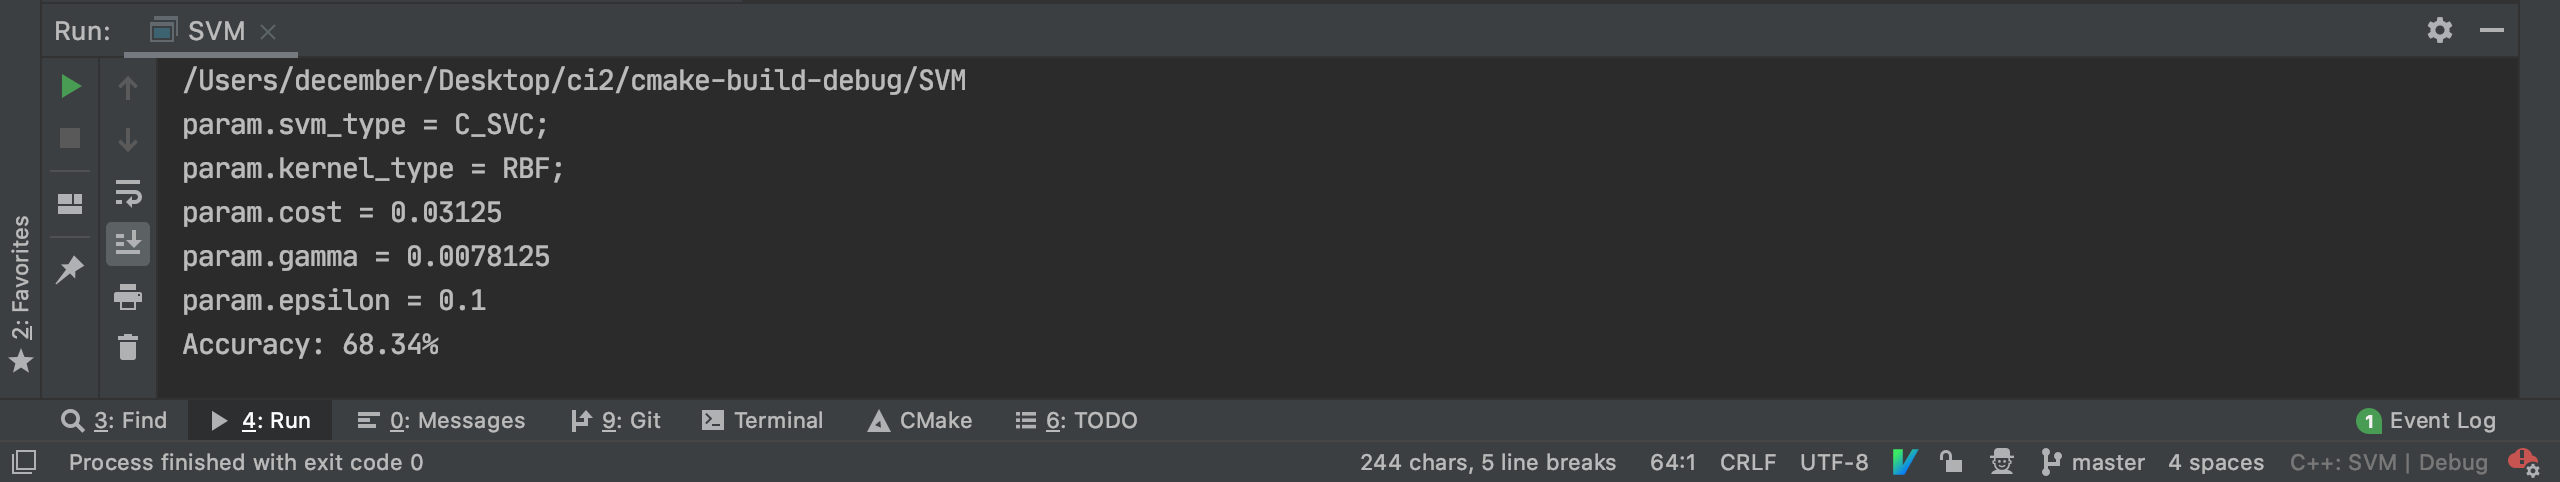 Run: SVM
/Users/december/Desktop/ci2/cmake-build-debug/SVM
param.svm_type = C_SVC;
param.kernel_type = RBF;
param.cost = 0.03125
param.gamma = 0.0078125
param.epsilon = 0.1
Accuracy: 68.34%
2: Favorites
3: Find 4: Run 0: Messages 9: Git Terminal CMake 6: TODO 1 Event Log
Process finished with exit code 0 244 chars, 5 line breaks 64:1 CRLF UTF-8 master 4 spaces C++: SVM | Debug